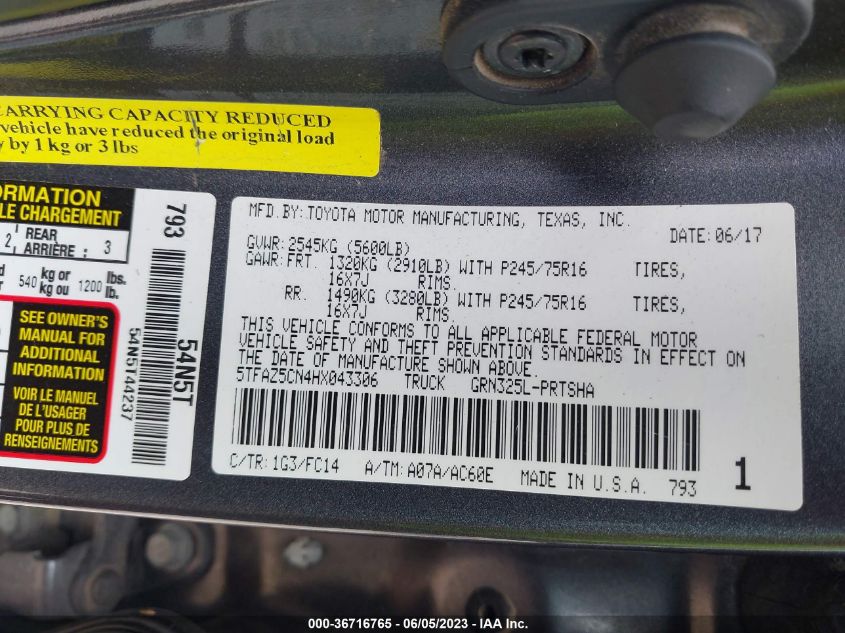 CARRYING CAPACITY REDUCED
vehicle have reduced the original load
by 1 kg or 3 lbs
CHARGEMENT
2 REAR
ARRIÈRE : 3
540 kg or
kg ou 1200 lbs.
lb.
SEE OWNER'S
MANUAL FOR
ADDITIONAL
INFORMATION
VOIR LE MANUEL
DE L'USAGER
POUR PLUS DE
RENSEIGNEMENTS
793
54N5T
54N5T44237
MFD.BY:TOYOTA MOTOR MANUFACTURING, TEXAS, INC.
DATE:06/17
GVWR:2545KG (5600LB)
GAWR:FRT. 1320KG (2910LB) WITH P245/75R16 TIRES,
16X7J RIMS.
RR. 1490KG (3280LB) WITH P245/75R16 TIRES,
16X7J RIMS.
THIS VEHICLE CONFORMS TO ALL APPLICABLE FEDERAL MOTOR
VEHICLE SAFETY AND THEFT PREVENTION STANDARDS IN EFFECT ON
THE DATE OF MANUFACTURE SHOWN ABOVE.
5TFAZ5CN4HX043306 TRUCK GRN325L-PRTSHA
C/TR:1G3/FC14 A/TM:A07A/AC60E MADE IN U.S.A. 793
1
000-36716765 - 06/05/2023 - IAA Inc.